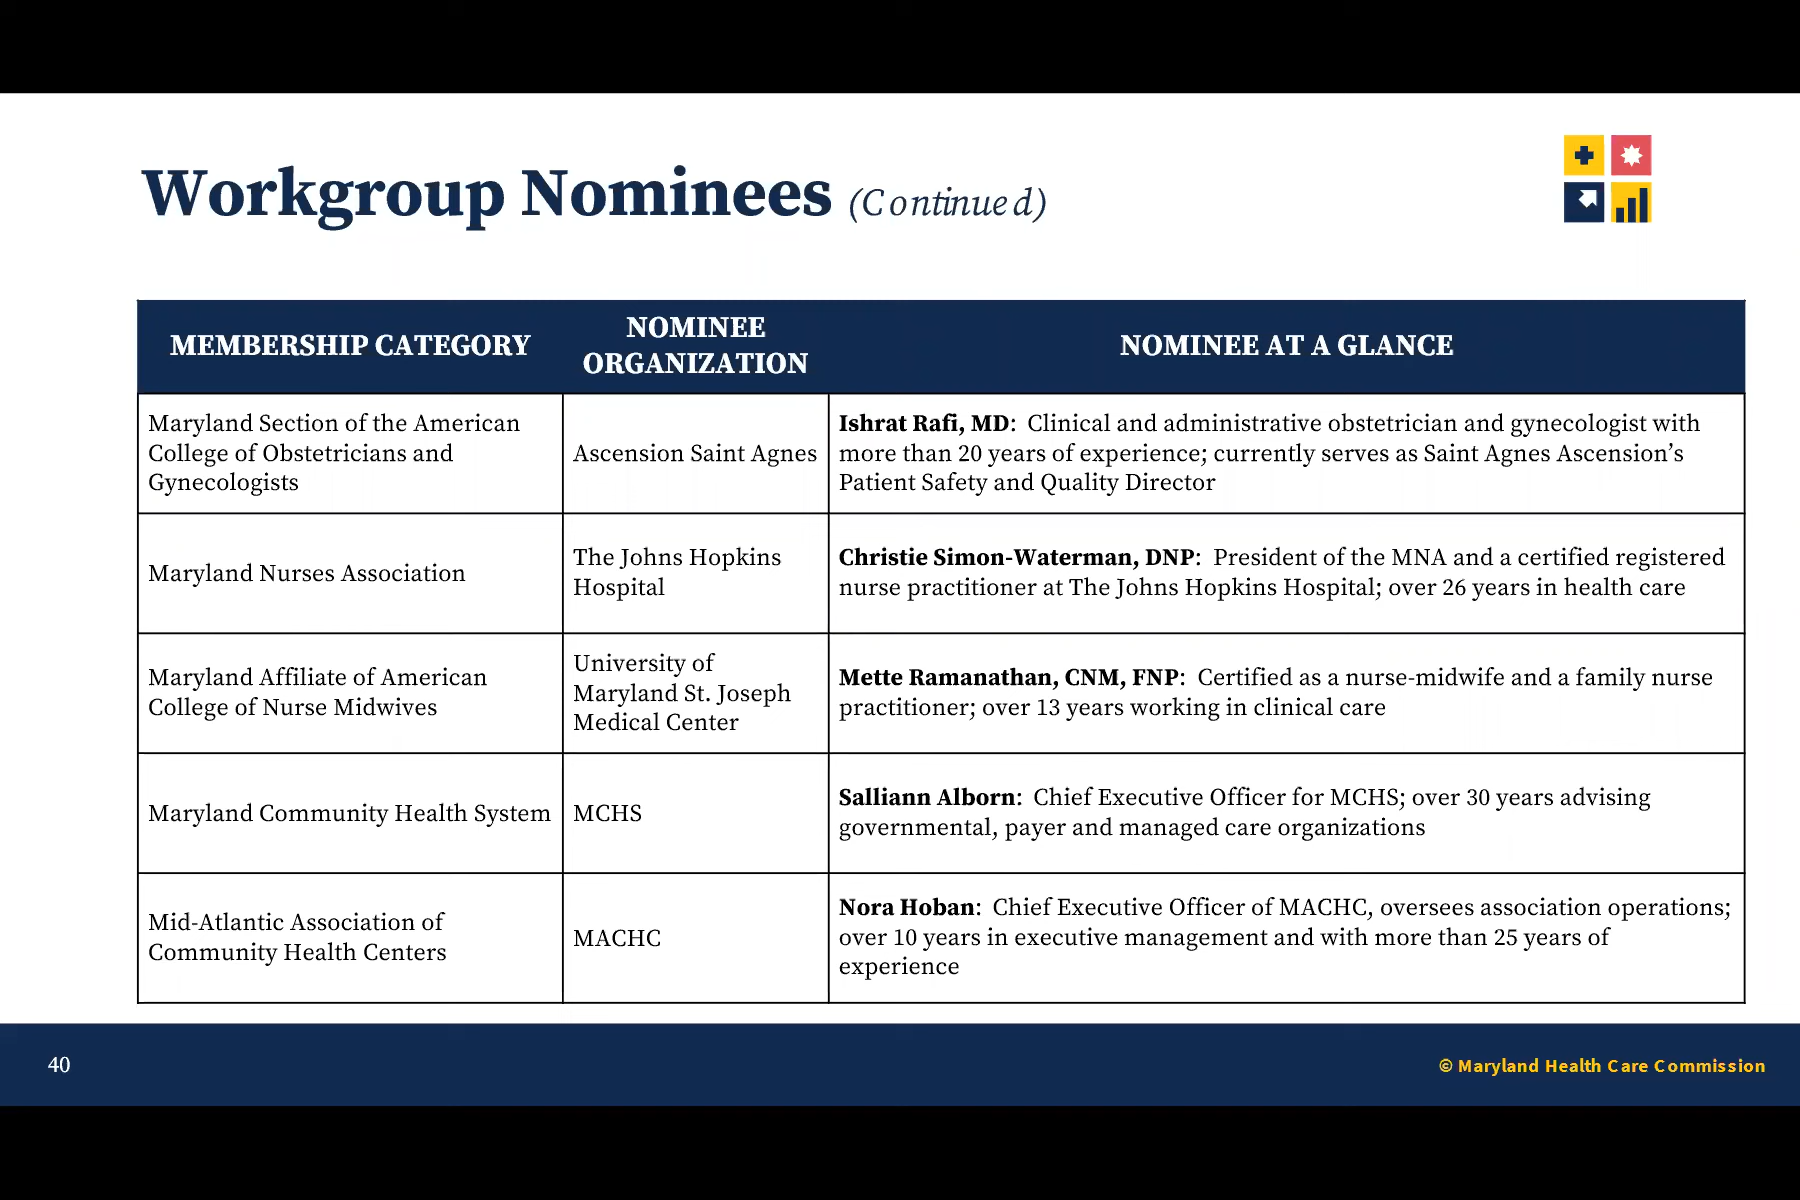 Workgroup Nominees (Continued)
MEMBERSHIP CATEGORY
NOMINEE
ORGANIZATION
NOMINEE AT A GLANCE
Maryland Section of the American
College of Obstetricians and
Gynecologists
Ascension Saint Agnes
Ishrat Rafi, MD: Clinical and administrative obstetrician and gynecologist with
more than 20 years of experience; currently serves as Saint Agnes Ascension’s
Patient Safety and Quality Director
Maryland Nurses Association
The Johns Hopkins
Hospital
Christie Simon-Waterman, DNP: President of the MNA and a certified registered
nurse practitioner at The Johns Hopkins Hospital; over 26 years in health care
Maryland Affiliate of American
College of Nurse Midwives
University of
Maryland St. Joseph
Medical Center
Mette Ramanathan, CNM, FNP: Certified as a nurse-midwife and a family nurse
practitioner; over 13 years working in clinical care
Maryland Community Health System
MCHS
Salliann Alborn: Chief Executive Officer for MCHS; over 30 years advising
governmental, payer and managed care organizations
Mid-Atlantic Association of
Community Health Centers
MACHC
Nora Hoban: Chief Executive Officer of MACHC, oversees association operations;
over 10 years in executive management and with more than 25 years of
experience
40
© Maryland Health Care Commission